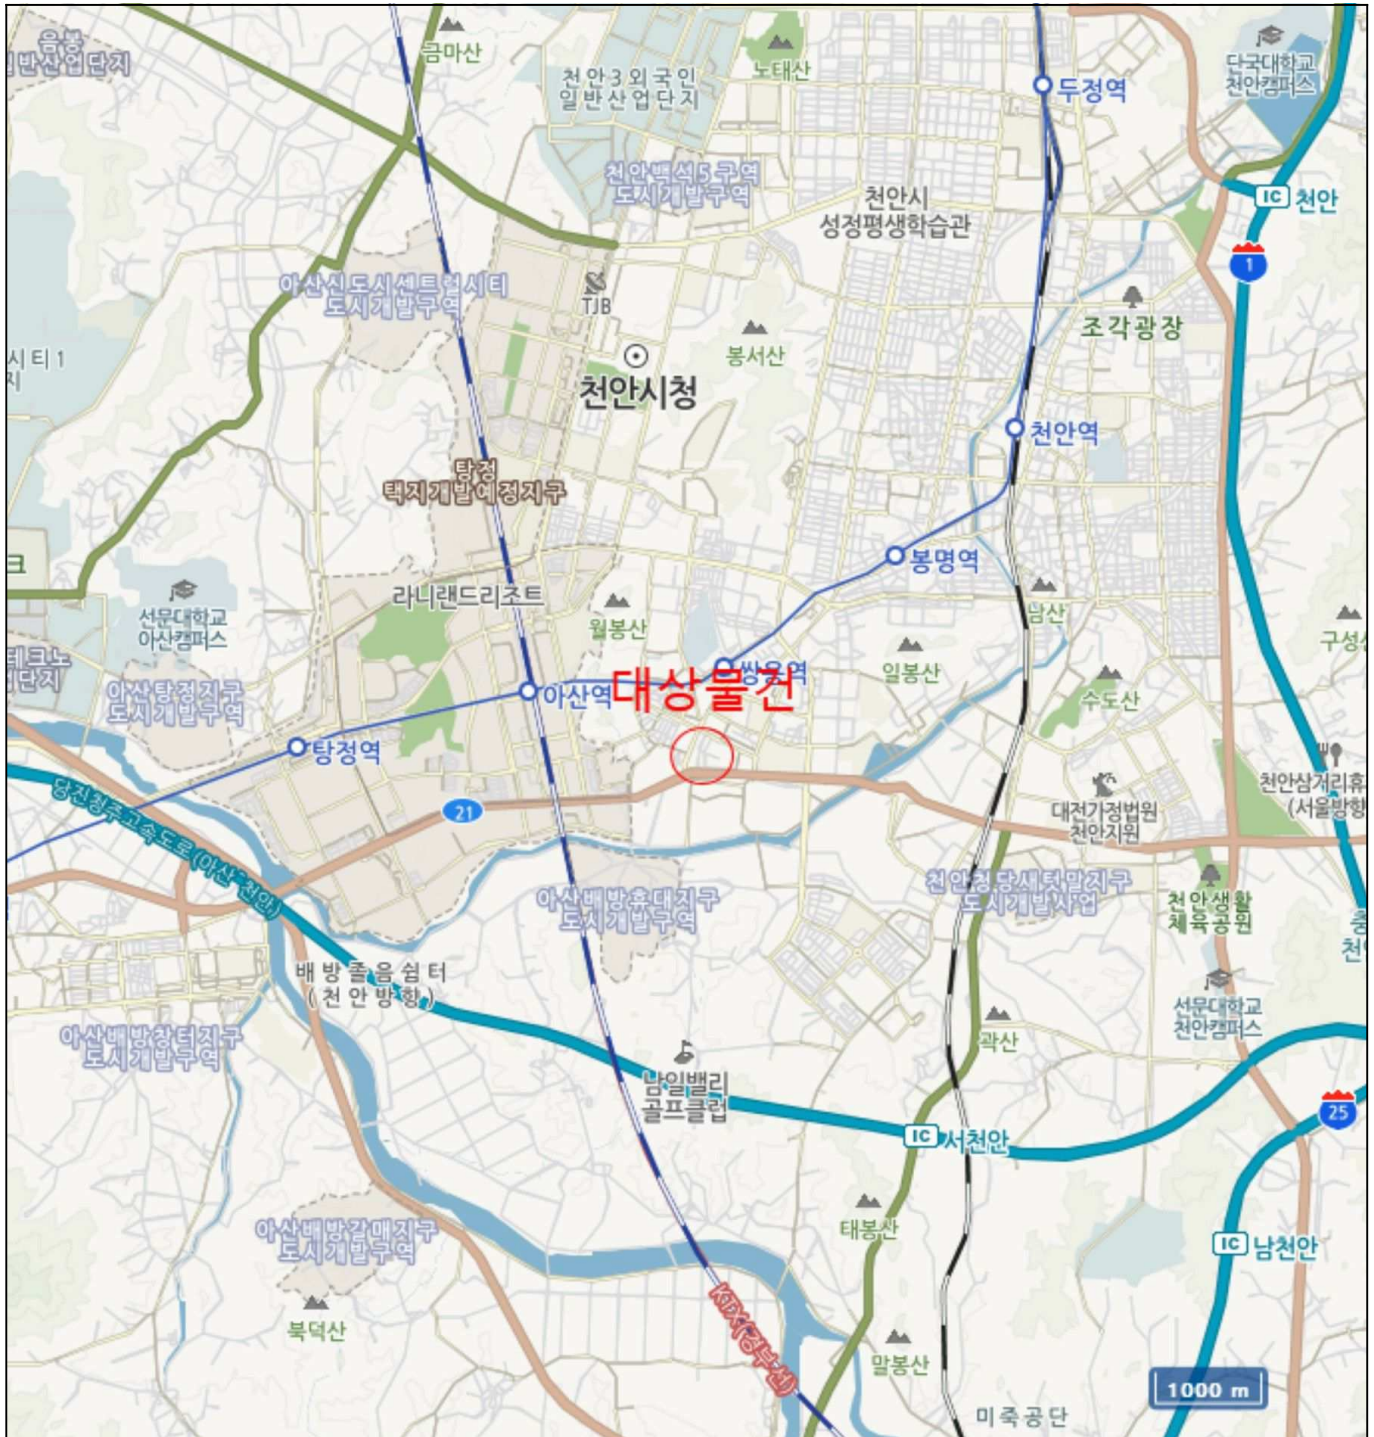 음봉
일반산업단지
금마산
천안3외국인
일반산업단지
노태산
두정역
단국대학교
천안캠퍼스
천안백석5구역
도시개발구역
천안시
성정평생학습관
IC 천안
1
아산신도시센트럴시티
도시개발구역
TJB
봉서산
조각광장
시티1
지
천안시청
천안역
탕정
택지개발예정지구
봉명역
크
선문대학교
아산캠퍼스
라니랜드리조트
월봉산
남산
구성산
테크노
단지
일봉산
쌍용역
대상물건
아산역
수도산
아산탕정지구
도시개발구역
탕정역
천안삼거리휴
(서울방향
당진청주고속도로(아산-천안)
21
대전가정법원
천안지원
아산배방휴대지구
도시개발구역
천안청당새텃말지구
도시개발사업
천안생활
체육공원
천안
배방졸음쉼터
(천안방향)
선문대학교
천안캠퍼스
아산배방창터지구
도시개발구역
곽산
남일밸리
골프클럽
25
IC 서천안
태봉산
아산배방갈매지구
도시개발구역
IC 남천안
북덕산
KTX(경부선)
말봉산
1000 m
미죽공단